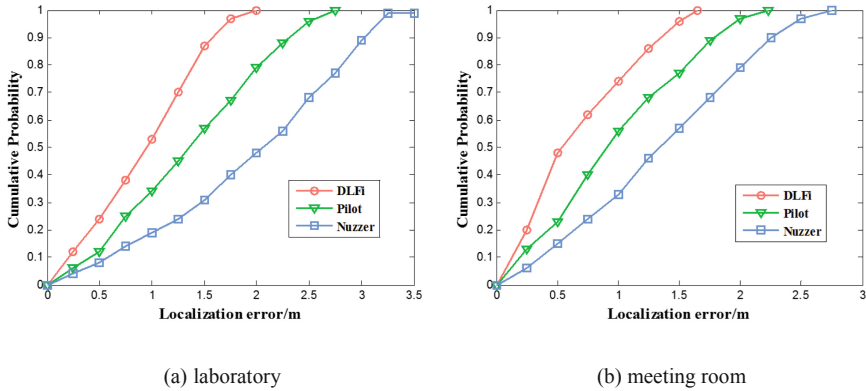 1
0.9
0.8
0.7
0.6
0.5
0.4
0.3
0.2
0.1
0
Cumulative Probability
DLFi
Pilot
Nuzzer
0 0.5 1 1.5 2 2.5 3 3.5
Localization error/m
(a) laboratory
1
0.9
0.8
0.7
0.6
0.5
0.4
0.3
0.2
0.1
0
Cumulative Probability
DLFi
Pilot
Nuzzer
0 0.5 1 1.5 2 2.5 3
Localization error/m
(b) meeting room